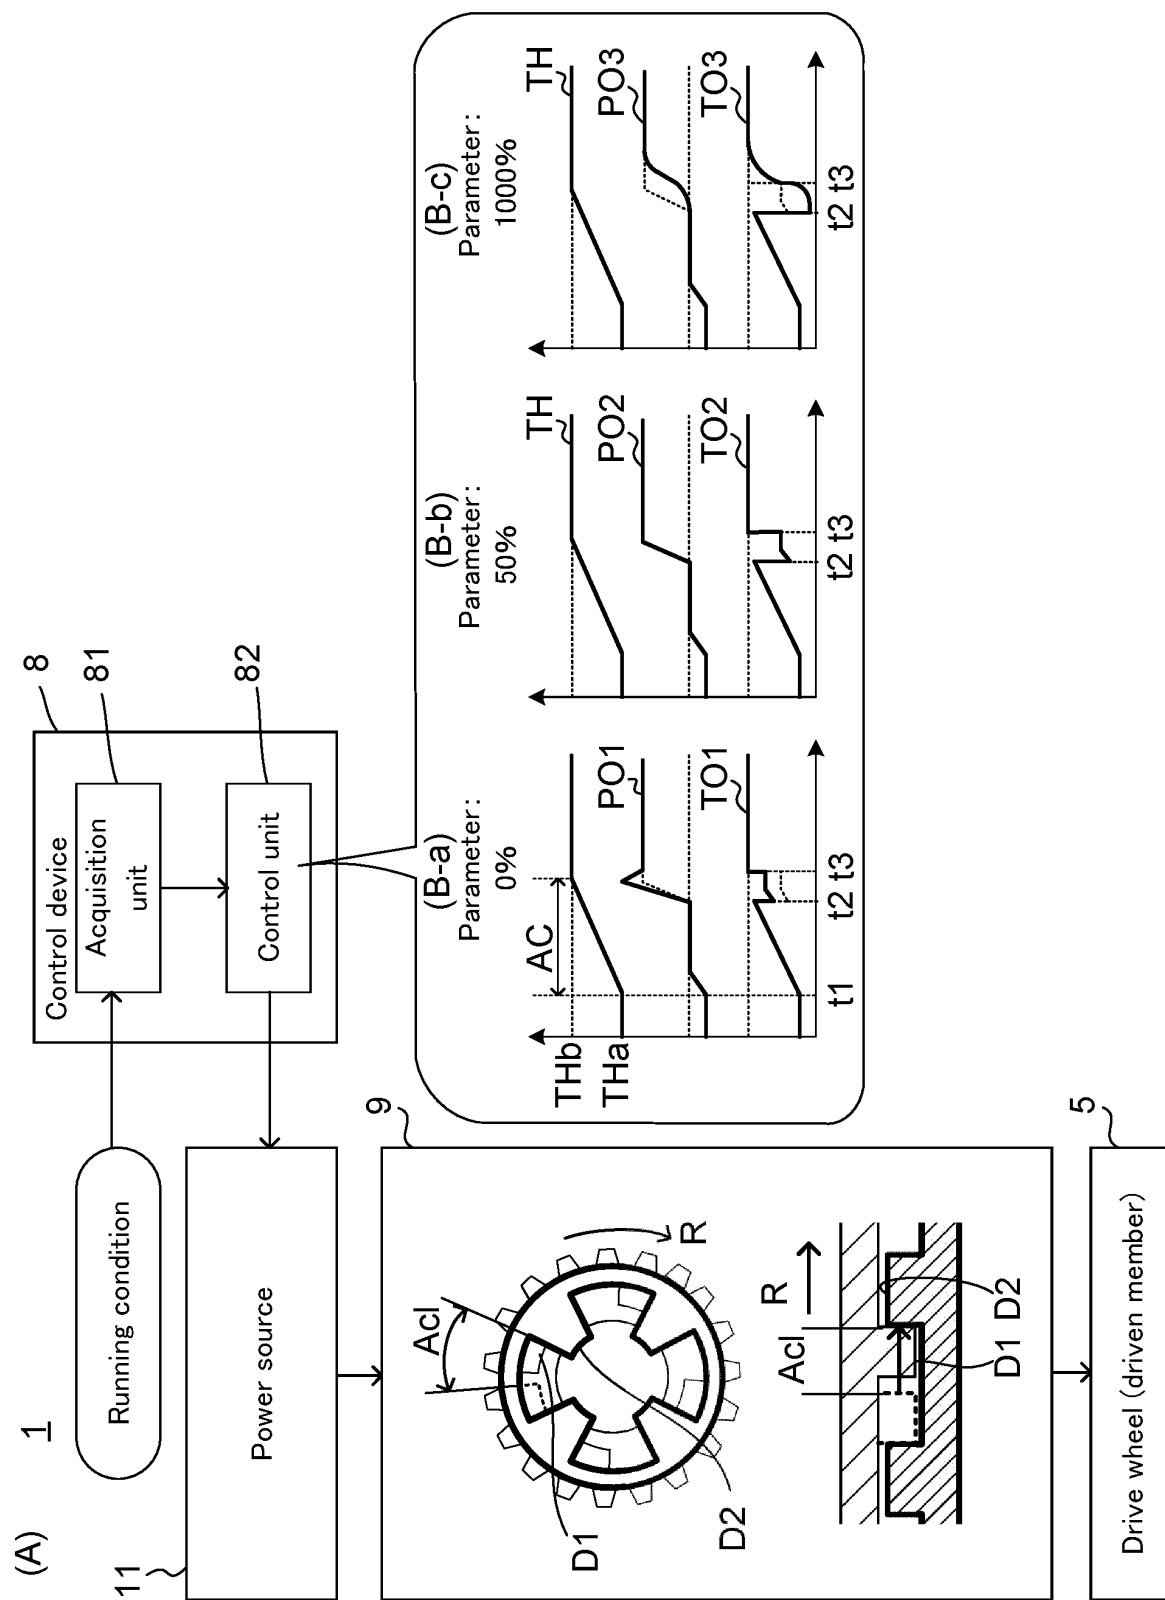 (A)
1
Running condition
8
Control device
81
Acquisition
unit
82
Control unit
11
Power source
9
Acl
R
D1
D2
Acl
R
D1 D2
5
Drive wheel (driven member)
(B-a)
Parameter:
0%
AC
THb
THa
PO1
TO1
t1
t2 t3
(B-b)
Parameter:
50%
TH
PO2
TO2
t2 t3
(B-c)
Parameter:
1000%
TH
PO3
TO3
t2 t3